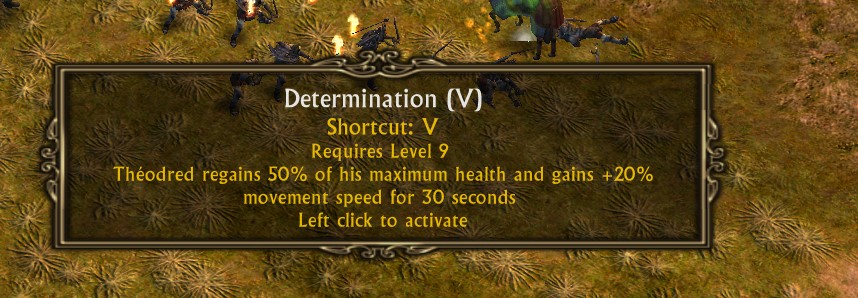 Determination (V)
Shortcut: V
Requires Level 9
Théodred regains 50% of his maximum health and gains +20%
movement speed for 30 seconds
Left click to activate